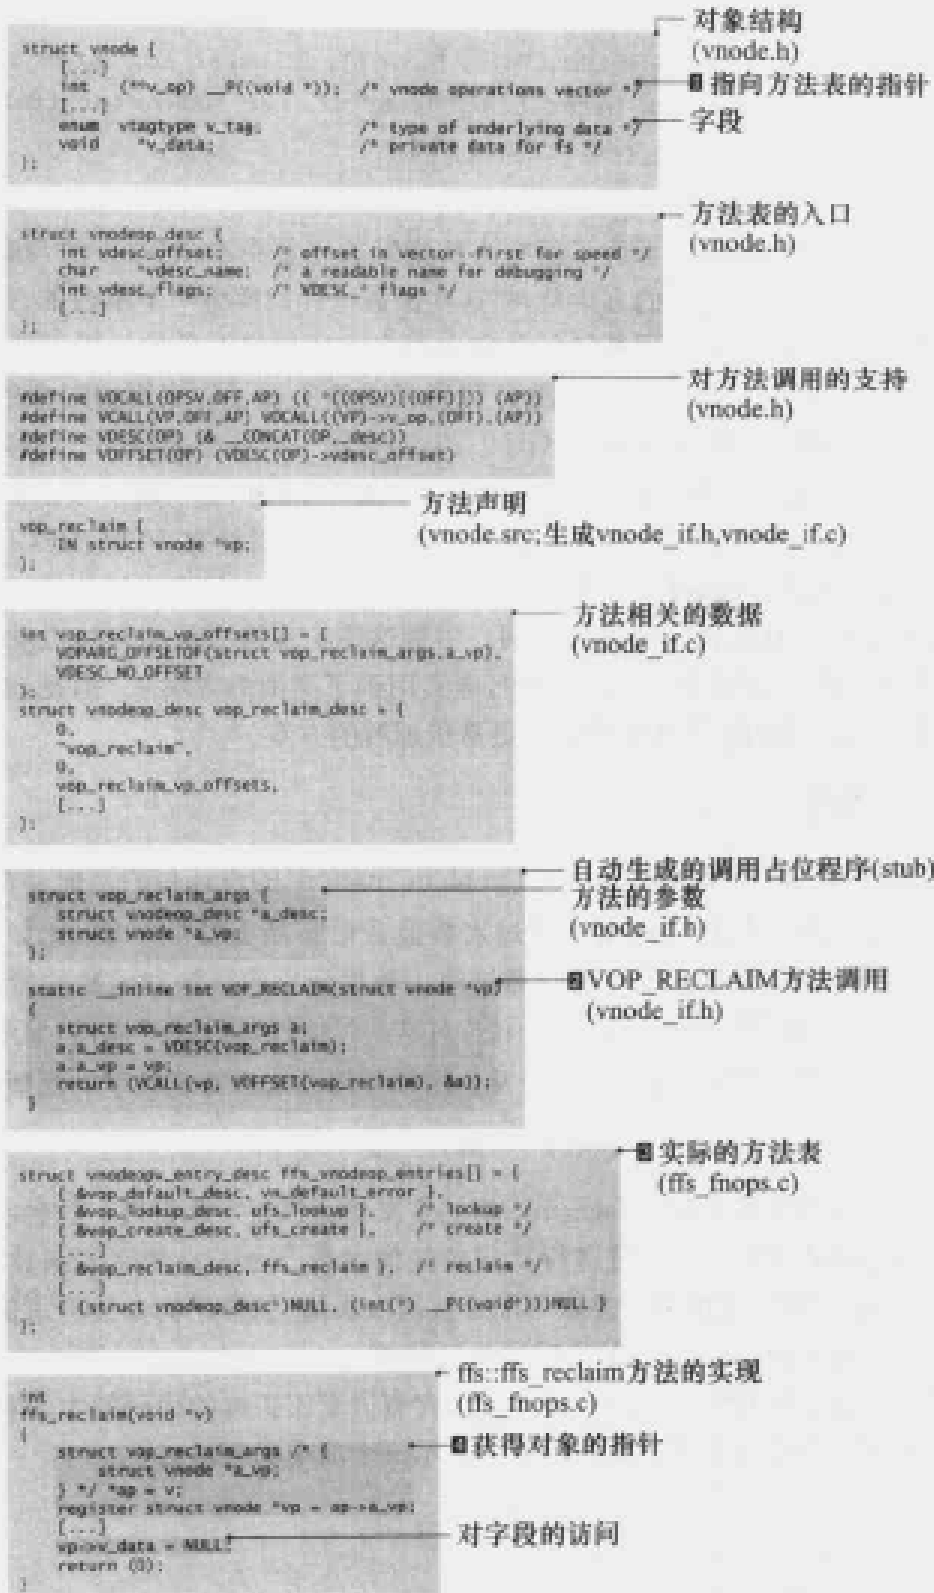 struct vnode {
[...]
int (**v_op) __P((void *)); /* vnode operations vector */
[...]
enum vtagtype v_tag; /* type of underlying data */
void *v_data; /* private data for fs */
};
对象结构
(vnode.h)
1 指向方法表的指针
字段
struct vnodeop_desc {
int vdesc_offset; /* offset in vector--first for speed */
char *vdesc_name; /* a readable name for debugging */
int vdesc_flags; /* VDESC_* flags */
[...]
};
方法表的入口
(vnode.h)
#define VOCALL(OPSV,OFF,AP) (( *((OPSV)[(OFF)])) (AP))
#define VCALL(VP,OFF,AP) VOCALL((VP)->v_op,(OFF),(AP))
#define VDESC(OP) (& __CONCAT(OP,_desc))
#define VOFFSET(OP) (VDESC(OP)->vdesc_offset)
对方法调用的支持
(vnode.h)
vop_reclaim {
IN struct vnode *vp;
};
方法声明
(vnode.src;生成vnode_if.h,vnode_if.c)
int vop_reclaim_vp_offsets[] = {
VOPARG_OFFSETOF(struct vop_reclaim_args,a_vp),
VDESC_NO_OFFSET
};
struct vnodeop_desc vop_reclaim_desc = {
0,
"vop_reclaim",
0,
vop_reclaim_vp_offsets,
[...]
};
方法相关的数据
(vnode_if.c)
struct vop_reclaim_args {
struct vnodeop_desc *a_desc;
struct vnode *a_vp;
};
自动生成的调用占位程序(stub)
方法的参数
(vnode_if.h)
static __inline int VOP_RECLAIM(struct vnode *vp)
{
struct vop_reclaim_args a;
a.a_desc = VDESC(vop_reclaim);
a.a_vp = vp;
return (VCALL(vp, VOFFSET(vop_reclaim), &a));
}
VOP_RECLAIM方法调用
(vnode_if.h)
struct vnodeopv_entry_desc ffs_vnodeop_entries[] = {
{ &vop_default_desc, vn_default_error },
{ &vop_lookup_desc, ufs_lookup }, /* lookup */
{ &vop_create_desc, ufs_create }, /* create */
[...]
{ &vop_reclaim_desc, ffs_reclaim }, /* reclaim */
[...]
{ (struct vnodeop_desc*)NULL, (int(*) __P((void*)))NULL }
};
实际的方法表
(ffs_fnops.c)
int
ffs_reclaim(void *v)
{
struct vop_reclaim_args /* {
struct vnode *a_vp;
} */ *ap = v;
register struct vnode *vp = ap->a_vp;
[...]
vp->v_data = NULL;
return (0);
}
ffs::ffs_reclaim方法的实现
(ffs_fnops.c)
获得对象的指针
对字段的访问